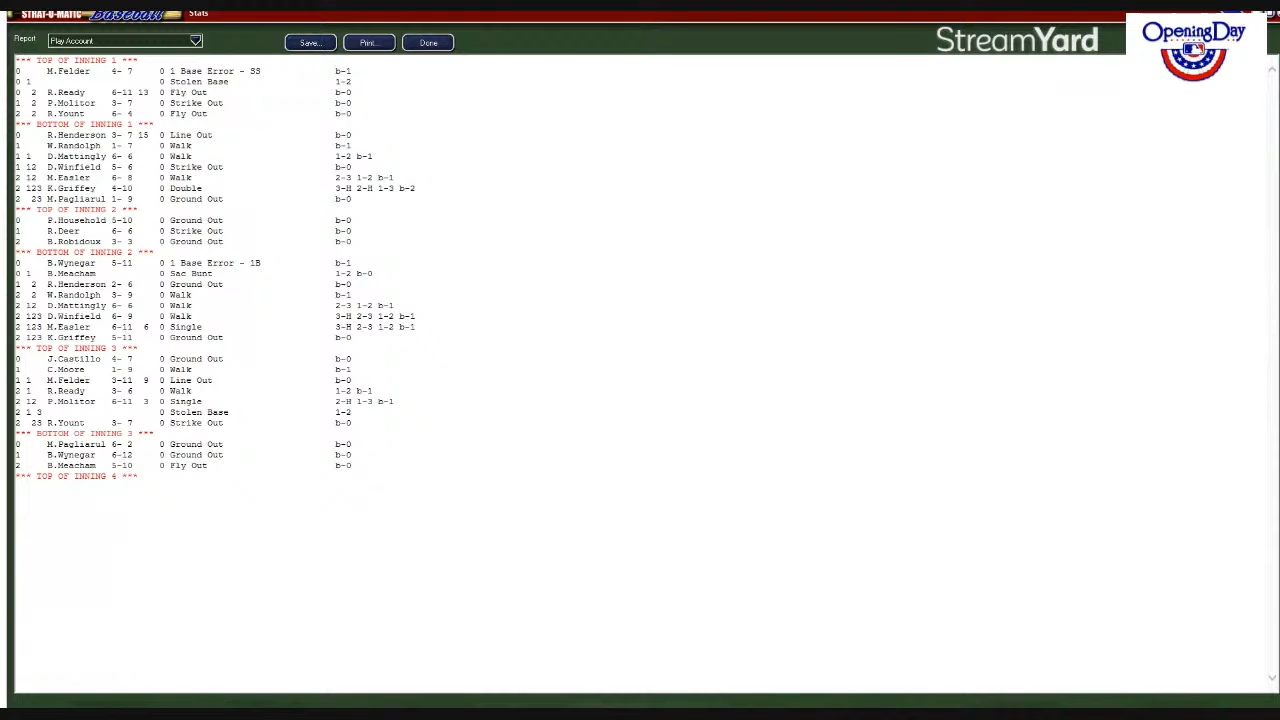 STRAT-O-MATIC Baseball Stats
Report Play Account Save... Print... Done
StreamYard
OpeningDay
*** TOP OF INNING 1 ***
0 M.Felder 4- 7 0 1 Base Error - SS b-1
0 1 0 Stolen Base 1-2
0 2 R.Ready 6-11 13 0 Fly Out b-0
1 2 P.Molitor 3- 7 0 Strike Out b-0
2 2 R.Yount 6- 4 0 Fly Out b-0
*** BOTTOM OF INNING 1 ***
0 R.Henderson 3- 7 15 0 Line Out b-0
1 W.Randolph 1- 7 0 Walk b-1
1 1 D.Mattingly 6- 6 0 Walk 1-2 b-1
1 12 D.Winfield 5- 6 0 Strike Out b-0
2 12 M.Easler 6- 8 0 Walk 2-3 1-2 b-1
2 123 K.Griffey 4-10 0 Double 3-H 2-H 1-3 b-2
2 23 M.Pagliarul 1- 9 0 Ground Out b-0
*** TOP OF INNING 2 ***
0 P.Household 5-10 0 Ground Out b-0
1 R.Deer 6- 6 0 Strike Out b-0
2 B.Robidoux 3- 3 0 Ground Out b-0
*** BOTTOM OF INNING 2 ***
0 B.Wynegar 5-11 0 1 Base Error - 1B b-1
0 1 B.Meacham 0 Sac Bunt 1-2 b-0
1 2 R.Henderson 2- 6 0 Ground Out b-0
2 2 W.Randolph 3- 9 0 Walk b-1
2 12 D.Mattingly 6- 6 0 Walk 2-3 1-2 b-1
2 123 D.Winfield 6- 9 0 Walk 3-H 2-3 1-2 b-1
2 123 M.Easler 6-11 6 0 Single 3-H 2-3 1-2 b-1
2 123 K.Griffey 5-11 0 Ground Out b-0
*** TOP OF INNING 3 ***
0 J.Castillo 4- 7 0 Ground Out b-0
1 C.Moore 1- 9 0 Walk b-1
1 1 M.Felder 3-11 9 0 Line Out b-0
2 1 R.Ready 3- 6 0 Walk 1-2 b-1
2 12 P.Molitor 6-11 3 0 Single 2-H 1-3 b-1
2 1 3 0 Stolen Base 1-2
2 23 R.Yount 3- 7 0 Strike Out b-0
*** BOTTOM OF INNING 3 ***
0 M.Pagliarul 6- 2 0 Ground Out b-0
1 B.Wynegar 6-12 0 Ground Out b-0
2 B.Meacham 5-10 0 Fly Out b-0
*** TOP OF INNING 4 ***